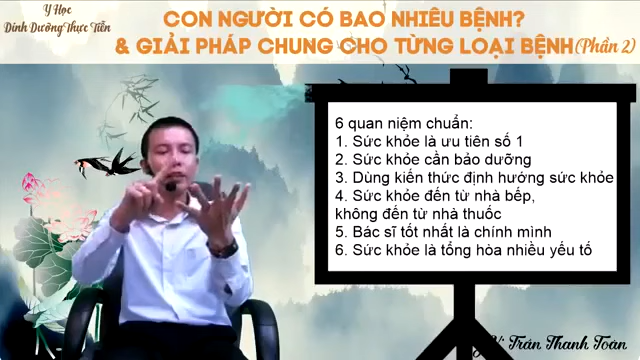 Y Học
Dinh Dưỡng Thực Tiễn
CON NGƯỜI CÓ BAO NHIÊU BỆNH?
& GIẢI PHÁP CHUNG CHO TỪNG LOẠI BỆNH(Phần 2)
6 quan niệm chuẩn:
1. Sức khỏe là ưu tiên số 1
2. Sức khỏe cần bảo dưỡng
3. Dùng kiến thức định hướng sức khỏe
4. Sức khỏe đến từ nhà bếp,
không đến từ nhà thuốc
5. Bác sĩ tốt nhất là chính mình
6. Sức khỏe là tổng hòa nhiều yếu tố
Trần Thanh Toàn